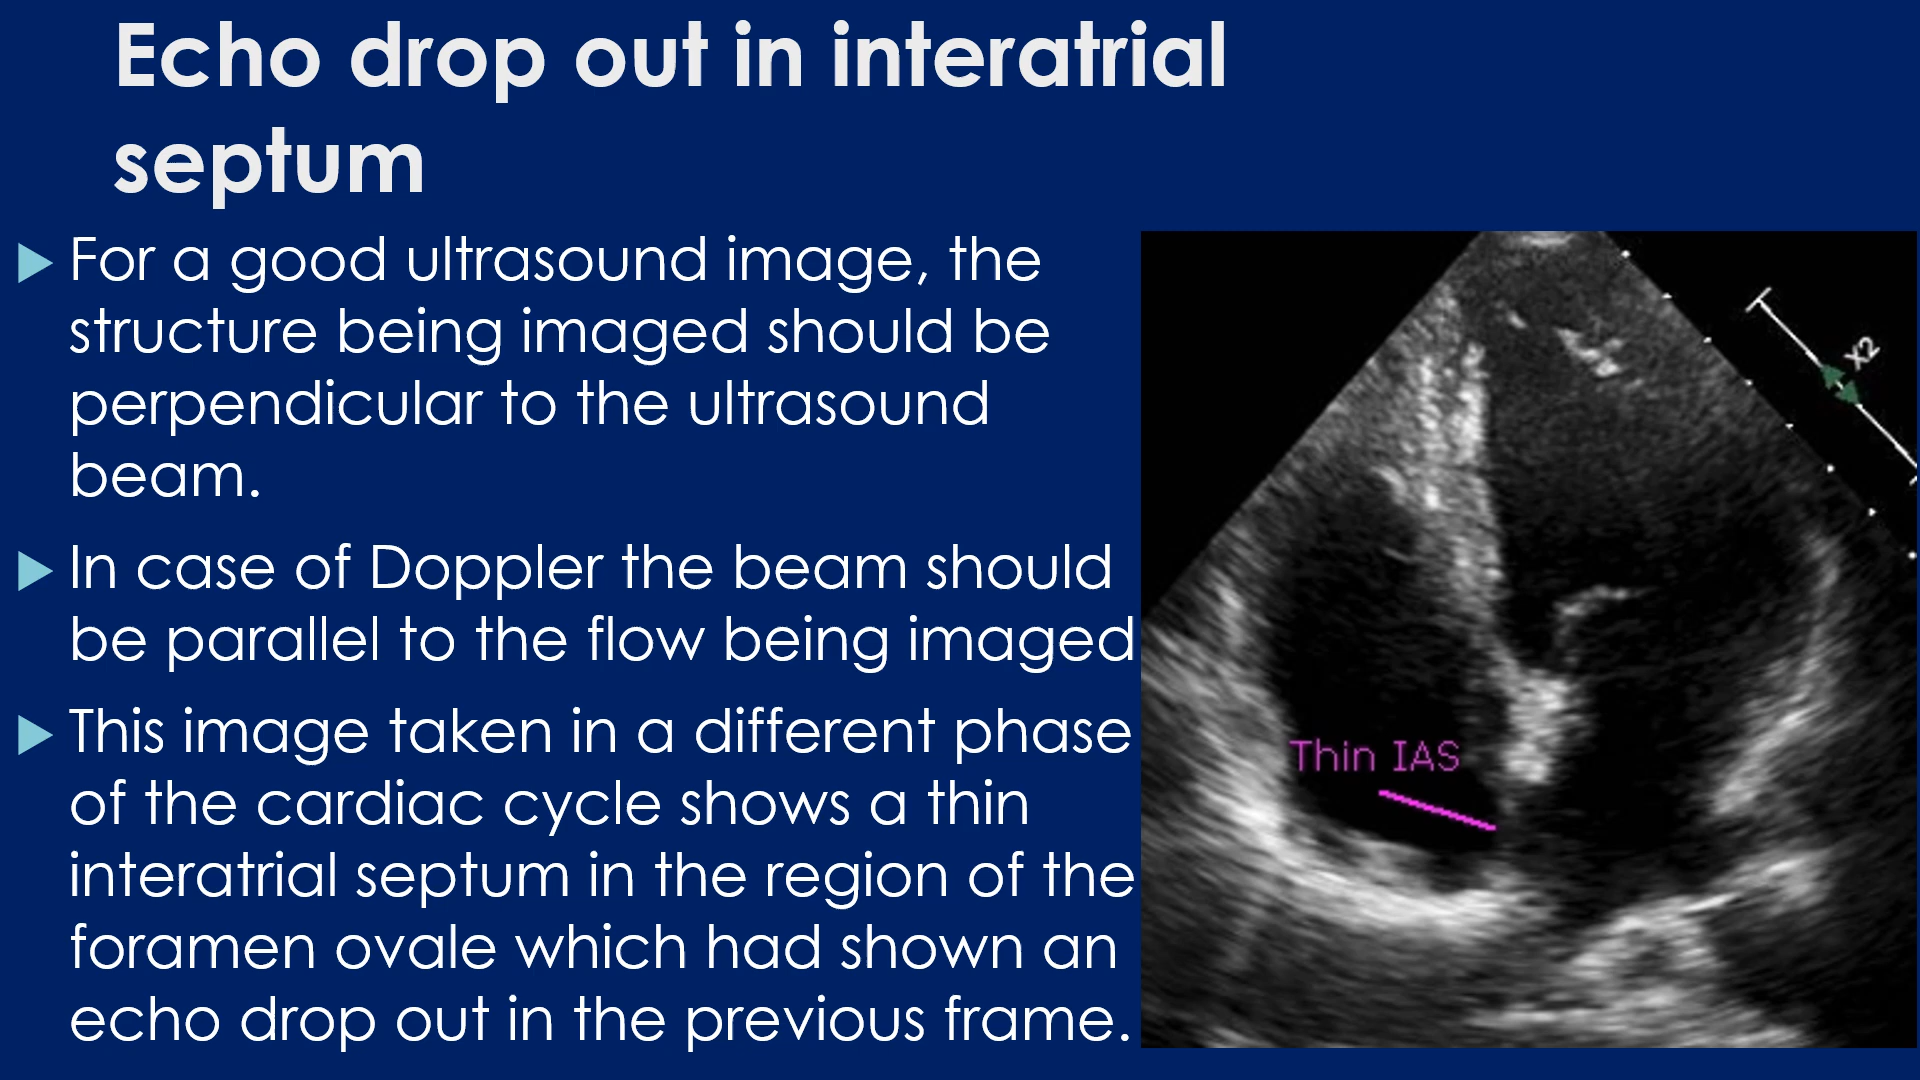 Echo drop out in interatrial
septum
For a good ultrasound image, the
structure being imaged should be
perpendicular to the ultrasound
beam.
In case of Doppler the beam should
be parallel to the flow being imaged
This image taken in a different phase
of the cardiac cycle shows a thin
interatrial septum in the region of the
foramen ovale which had shown an
echo drop out in the previous frame.
X2
Thin IAS